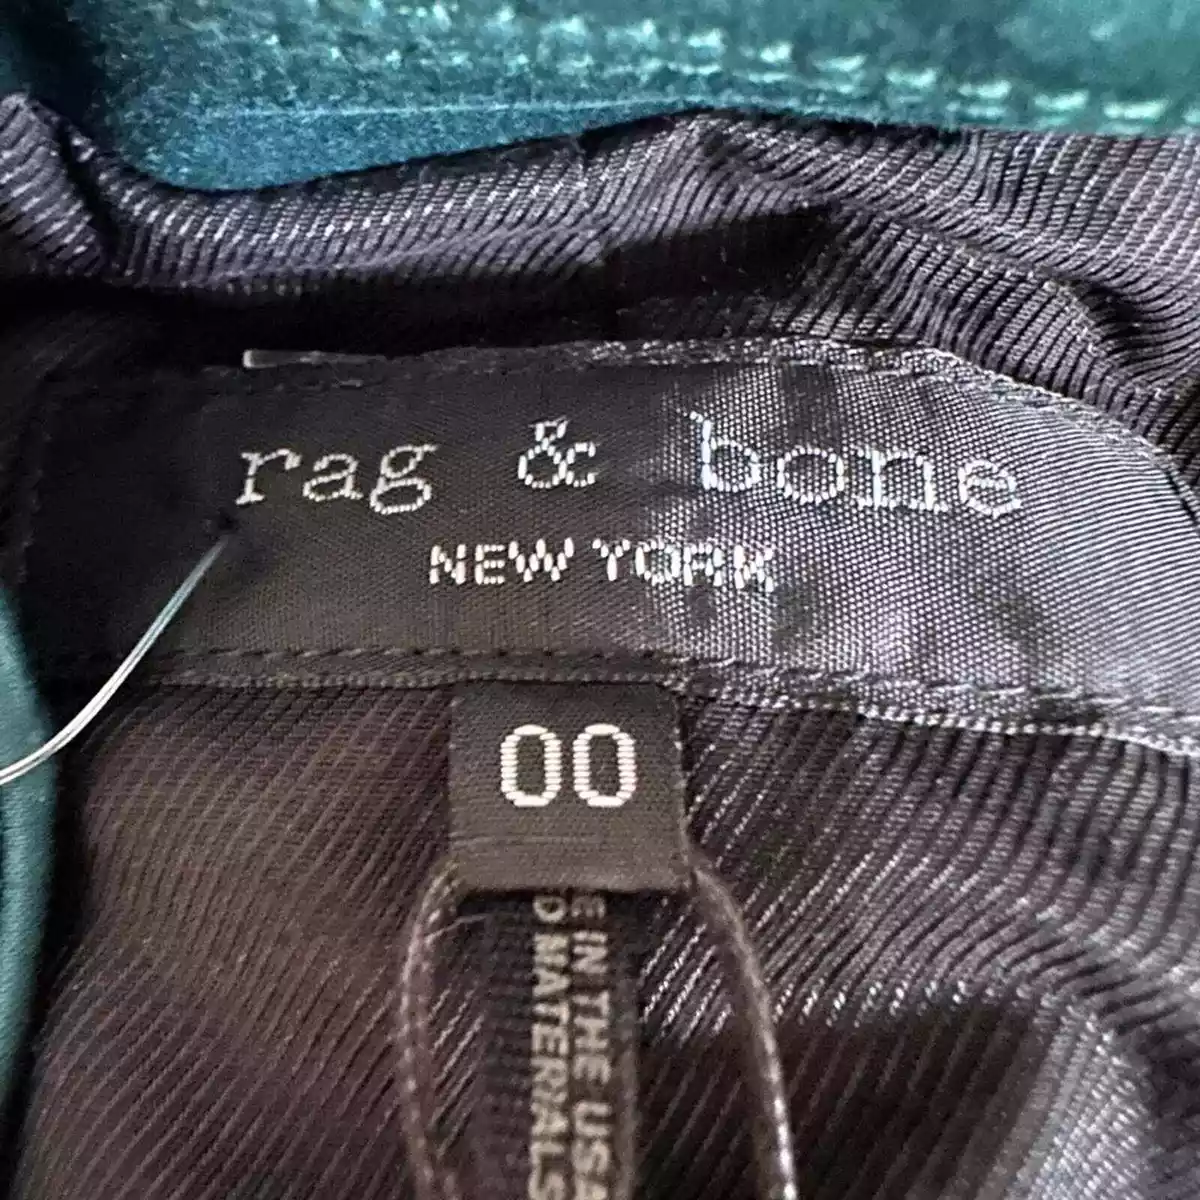 rag & bone
NEW YORK
00
E IN THE USA
D MATERIALS